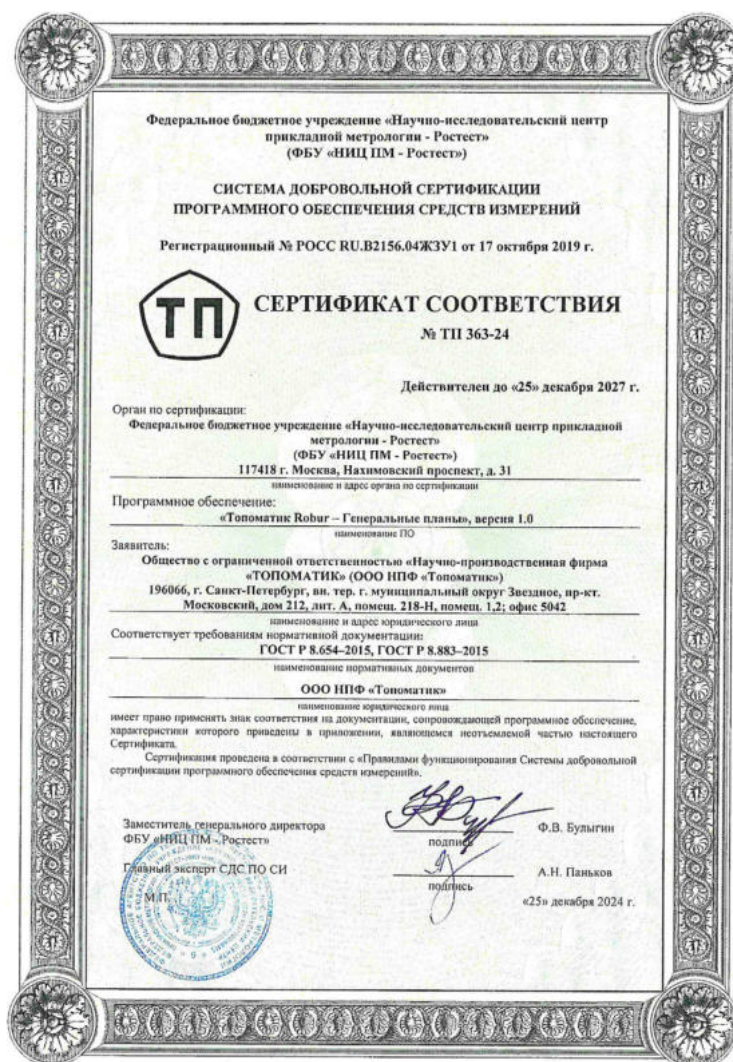 Федеральное бюджетное учреждение «Научно-исследовательский центр
прикладной метрологии - Ростест»
(ФБУ «НИЦ ПМ - Ростест»)
СИСТЕМА ДОБРОВОЛЬНОЙ СЕРТИФИКАЦИИ
ПРОГРАММНОГО ОБЕСПЕЧЕНИЯ СРЕДСТВ ИЗМЕРЕНИЙ
Регистрационный № РОСС RU.В2156.04ЖЗУ1 от 17 октября 2019 г.
ТП
СЕРТИФИКАТ СООТВЕТСТВИЯ
№ ТП 363-24
Действителен до «25» декабря 2027 г.
Орган по сертификации:
Федеральное бюджетное учреждение «Научно-исследовательский центр прикладной
метрологии - Ростест»
(ФБУ «НИЦ ПМ - Ростест»)
117418 г. Москва, Нахимовский проспект, д. 31
наименование и адрес органа по сертификации
Программное обеспечение:
«Топоматик Robur – Генеральные планы», версия 1.0
наименование ПО
Заявитель:
Общество с ограниченной ответственностью «Научно-производственная фирма
«ТОПОМАТИК» (ООО НПФ «Топоматик»)
196066, г. Санкт-Петербург, вн. тер. г. муниципальный округ Звездное, пр-кт.
Московский, дом 212, лит. А, помещ. 218-Н, помещ. 1,2; офис 5042
наименование и адрес юридического лица
Соответствует требованиям нормативной документации:
ГОСТ Р 8.654–2015, ГОСТ Р 8.883–2015
наименование нормативных документов
ООО НПФ «Топоматик»
наименование юридического лица
имеет право применять знак соответствия на документации, сопровождающей программное обеспечение,
характеристики которого приведены в приложении, являющемся неотъемлемой частью настоящего
Сертификата.
Сертификация проведена в соответствии с «Правилами функционирования Системы добровольной
сертификации программного обеспечения средств измерений».
Заместитель генерального директора
ФБУ «НИЦ ПМ - Ростест»
подпись
Ф.В. Булыгин
Главный эксперт СДС ПО СИ
подпись
А.Н. Паньков
М.П.
«25» декабря 2024 г.